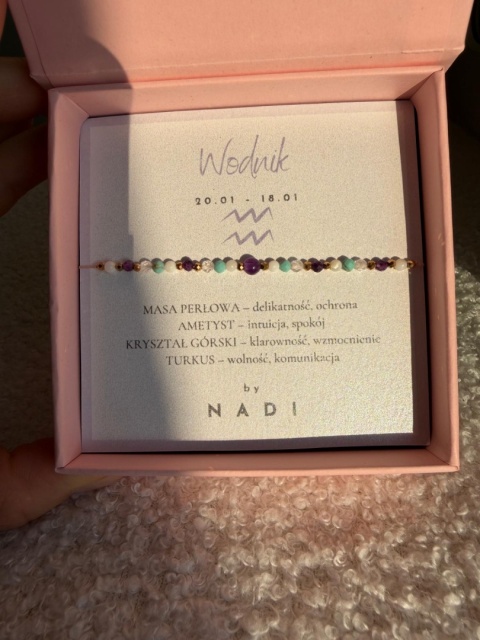 Wodnik
20.01 - 18.01
MASA PERŁOWA – delikatność, ochrona
AMETYST – intuicja, spokój
KRYSZTAŁ GÓRSKI – klarowność, wzmocnienie
TURKUS – wolność, komunikacja
by
NADI